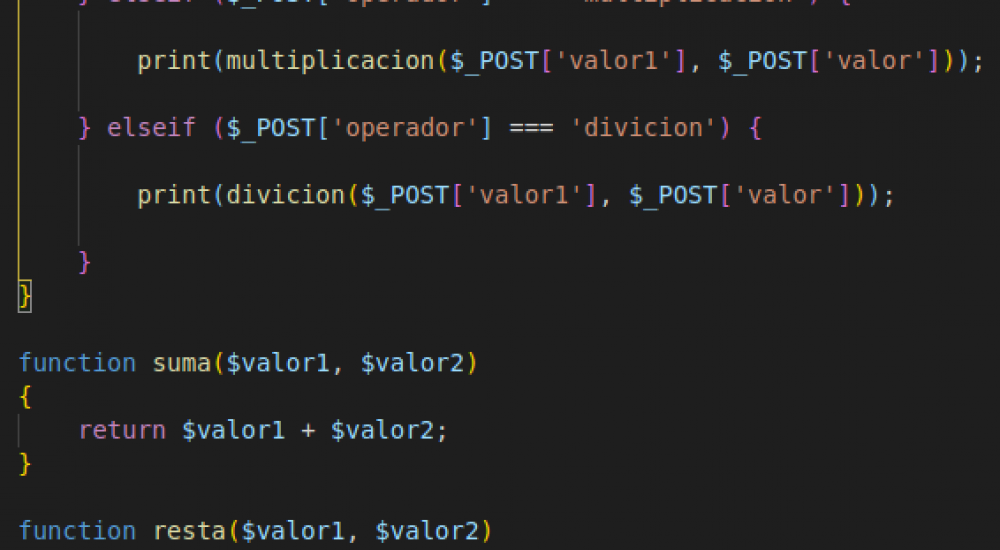 } elseif ($_POST['operador'] === 'multiplicacion') {
print(multiplicacion($_POST['valor1'], $_POST['valor']));
} elseif ($_POST['operador'] === 'divicion') {
print(divicion($_POST['valor1'], $_POST['valor']));
}
}
function suma($valor1, $valor2)
{
return $valor1 + $valor2;
}
function resta($valor1, $valor2)